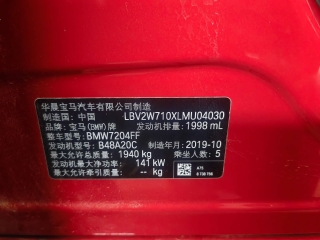 华晨宝马汽车有限公司制造
制造国：中国 LBV2W710XLMU04030
品牌：宝马(BMW)牌 发动机排量：1998 mL
整车型号：BMW7204FF
发动机型号：B48A20C 制造年月：2019-10
最大允许总质量：1940 kg 乘坐人数：5
发动机最大净功率：141 kW
最大允许牵引质量：-- kg
A75